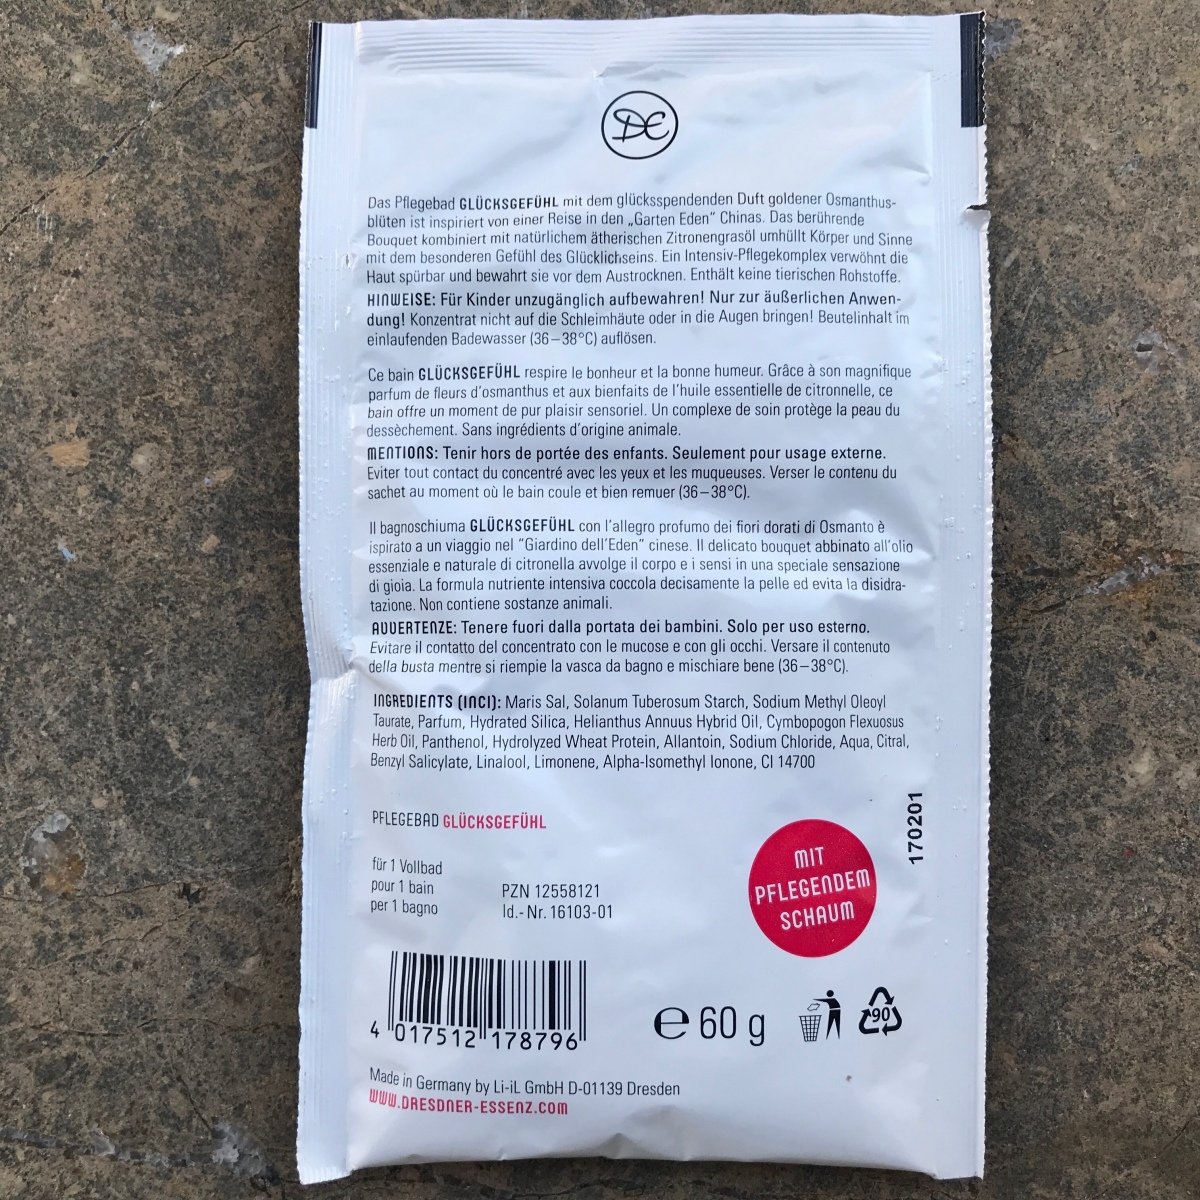 DE
Das Pflegebad GLÜCKSGEFÜHL mit dem glücksspendenden Duft goldener Osmanthus-
blüten ist inspiriert von einer Reise in den „Garten Eden“ Chinas. Das berührende
Bouquet kombiniert mit natürlichem ätherischen Zitronengrasöl umhüllt Körper und Sinne
mit dem besonderen Gefühl des Glücklichseins. Ein Intensiv-Pflegekomplex verwöhnt die
Haut spürbar und bewahrt sie vor dem Austrocknen. Enthält keine tierischen Rohstoffe.
HINWEISE: Für Kinder unzugänglich aufbewahren! Nur zur äußerlichen Anwen-
dung! Konzentrat nicht auf die Schleimhäute oder in die Augen bringen! Beutelinhalt im
einlaufenden Badewasser (36–38°C) auflösen.
Ce bain GLÜCKSGEFÜHL respire le bonheur et la bonne humeur. Grâce à son magnifique
parfum de fleurs d'osmanthus et aux bienfaits de l'huile essentielle de citronnelle, ce
bain offre un moment de pur plaisir sensoriel. Un complexe de soin protège la peau du
dessèchement. Sans ingrédients d'origine animale.
MENTIONS: Tenir hors de portée des enfants. Seulement pour usage externe.
Eviter tout contact du concentré avec les yeux et les muqueuses. Verser le contenu du
sachet au moment où le bain coule et bien remuer (36–38°C).
Il bagnoschiuma GLÜCKSGEFÜHL con l'allegro profumo dei fiori dorati di Osmanto è
ispirato a un viaggio nel "Giardino dell'Eden" cinese. Il delicato bouquet abbinato all'olio
essenziale e naturale di citronella avvolge il corpo e i sensi in una speciale sensazione
di gioia. La formula nutriente intensiva coccola decisamente la pelle ed evita la disidra-
tazione. Non contiene sostanze animali.
AVVERTENZE: Tenere fuori dalla portata dei bambini. Solo per uso esterno.
Evitare il contatto del concentrato con le mucose e con gli occhi. Versare il contenuto
della busta mentre si riempie la vasca da bagno e mischiare bene (36–38°C).
INGREDIENTS (INCI): Maris Sal, Solanum Tuberosum Starch, Sodium Methyl Oleoyl
Taurate, Parfum, Hydrated Silica, Helianthus Annuus Hybrid Oil, Cymbopogon Flexuosus
Herb Oil, Panthenol, Hydrolyzed Wheat Protein, Allantoin, Sodium Chloride, Aqua, Citral,
Benzyl Salicylate, Linalool, Limonene, Alpha-Isomethyl Ionone, CI 14700
170201
PFLEGEBAD GLÜCKSGEFÜHL
für 1 Vollbad
pour 1 bain
per 1 bagno
PZN 12558121
Id.-Nr. 16103-01
MIT
PFLEGENDEM
SCHAUM
4 017512 178796
e 60 g
90
Made in Germany by Li-iL GmbH D-01139 Dresden
WWW.DRESDNER-ESSENZ.COM